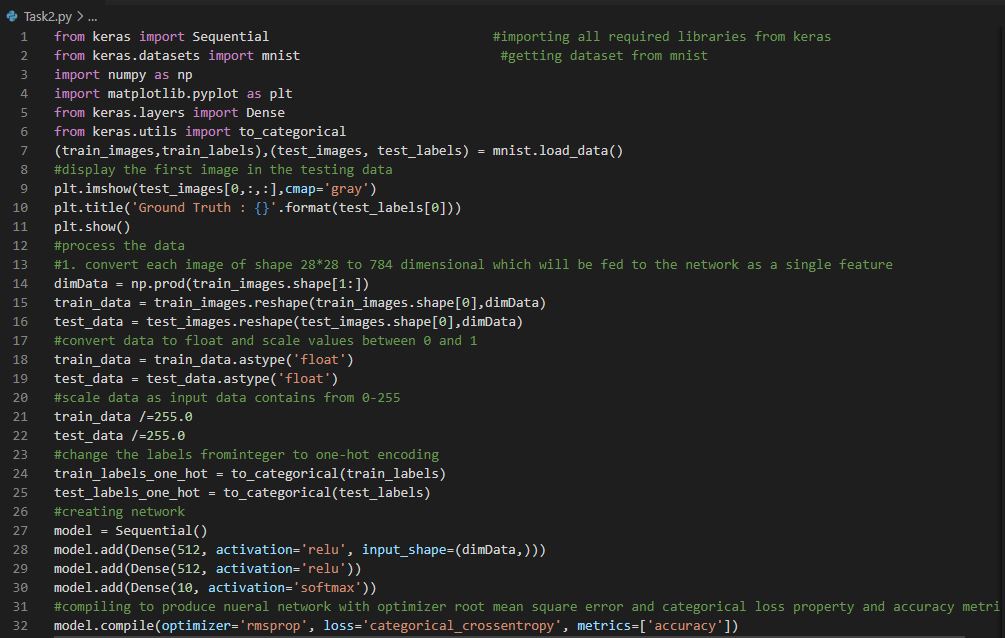 Task2.py > ...
1 from keras import Sequential #importing all required libraries from keras
2 from keras.datasets import mnist #getting dataset from mnist
3 import numpy as np
4 import matplotlib.pyplot as plt
5 from keras.layers import Dense
6 from keras.utils import to_categorical
7 (train_images,train_labels),(test_images, test_labels) = mnist.load_data()
8 #display the first image in the testing data
9 plt.imshow(test_images[0,:,:],cmap='gray')
10 plt.title('Ground Truth : {}'.format(test_labels[0]))
11 plt.show()
12 #process the data
13 #1. convert each image of shape 28*28 to 784 dimensional which will be fed to the network as a single feature
14 dimData = np.prod(train_images.shape[1:])
15 train_data = train_images.reshape(train_images.shape[0],dimData)
16 test_data = test_images.reshape(test_images.shape[0],dimData)
17 #convert data to float and scale values between 0 and 1
18 train_data = train_data.astype('float')
19 test_data = test_data.astype('float')
20 #scale data as input data contains from 0-255
21 train_data /=255.0
22 test_data /=255.0
23 #change the labels frominteger to one-hot encoding
24 train_labels_one_hot = to_categorical(train_labels)
25 test_labels_one_hot = to_categorical(test_labels)
26 #creating network
27 model = Sequential()
28 model.add(Dense(512, activation='relu', input_shape=(dimData,)))
29 model.add(Dense(512, activation='relu'))
30 model.add(Dense(10, activation='softmax'))
31 #compiling to produce nueral network with optimizer root mean square error and categorical loss property and accuracy metri
32 model.compile(optimizer='rmsprop', loss='categorical_crossentropy', metrics=['accuracy'])